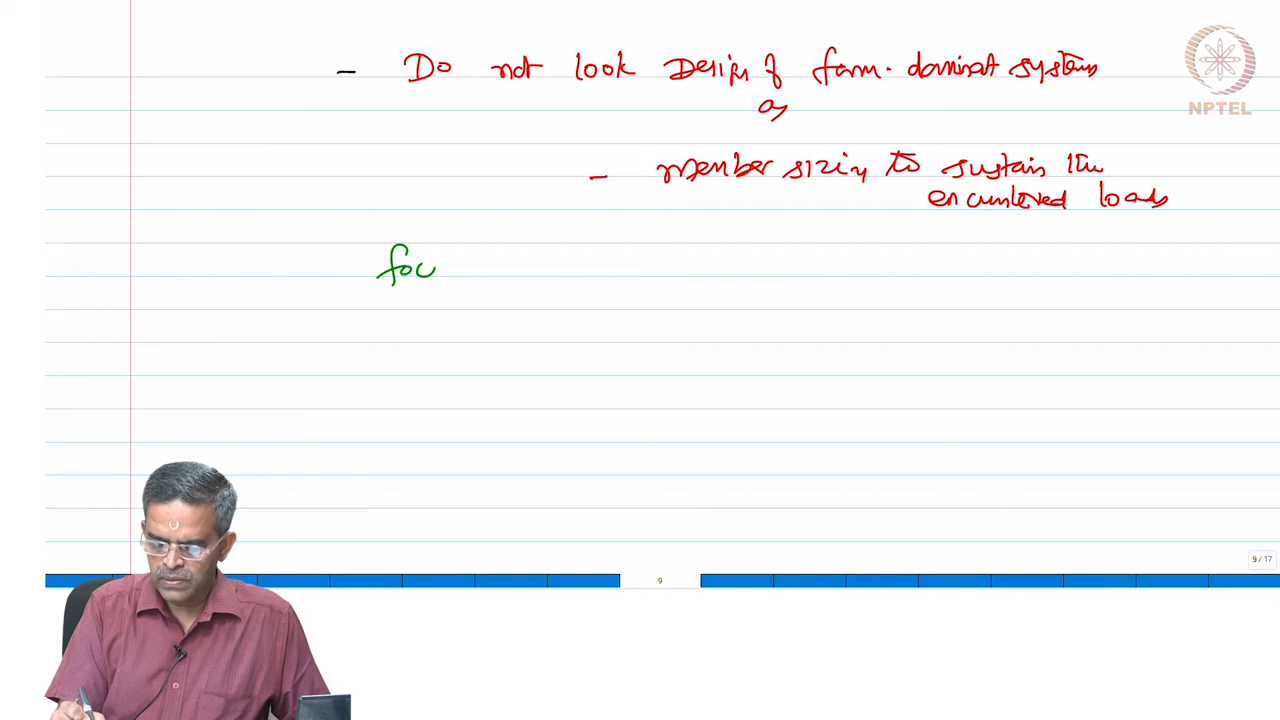 - Do not look Design of form-dominant systems
as
- member sizing to sustain the
encountered loads
foc
NPTEL
9 / 17
9